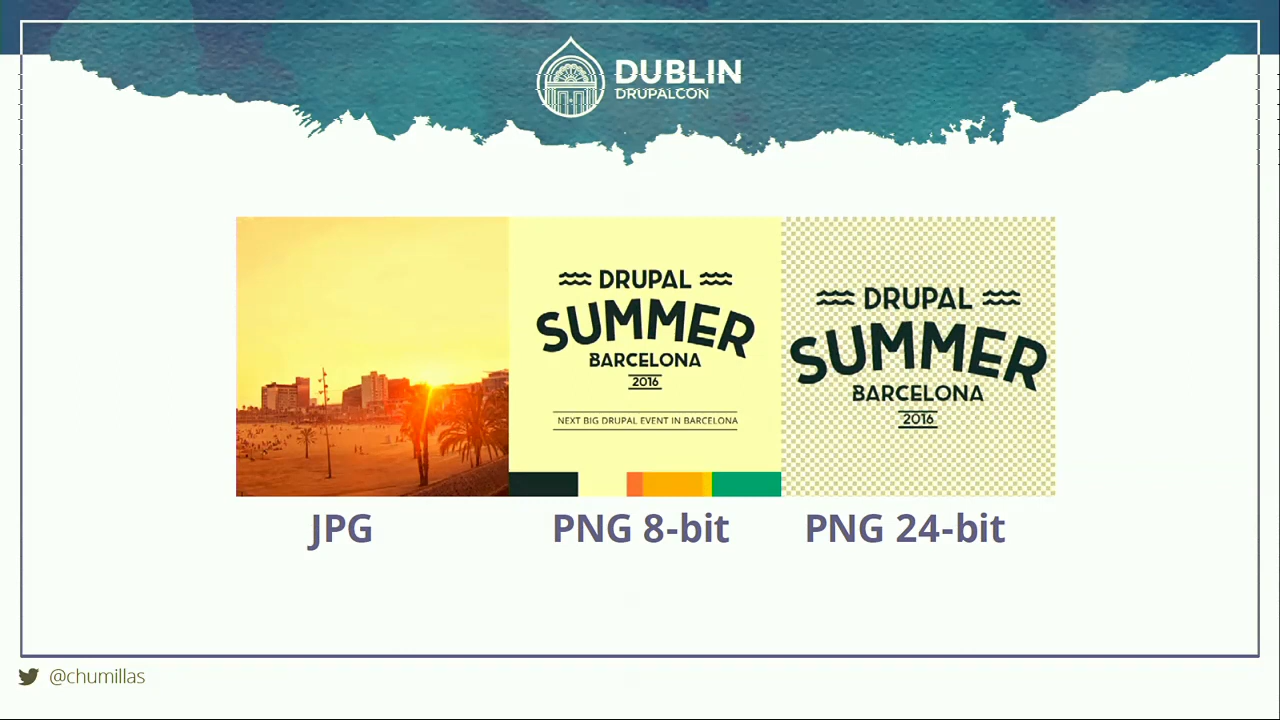 DUBLIN
DRUPALCON
DRUPAL
SUMMER
BARCELONA
2016
NEXT BIG DRUPAL EVENT IN BARCELONA
DRUPAL
SUMMER
BARCELONA
2016
JPG
PNG 8-bit
PNG 24-bit
@chumillas